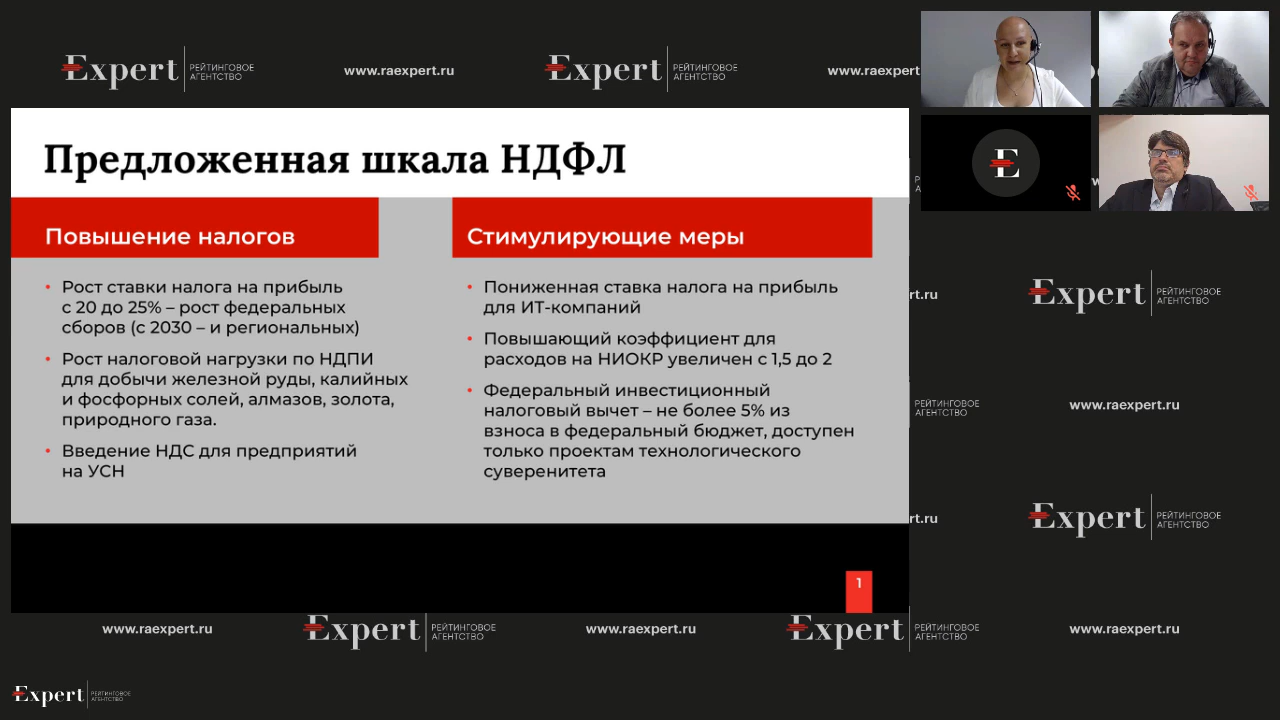 Expert РЕЙТИНГОВОЕ АГЕНТСТВО
www.raexpert.ru
Expert РЕЙТИНГОВОЕ АГЕНТСТВО
www.raexpert
Предложенная шкала НДФЛ
Повышение налогов
Рост ставки налога на прибыль
с 20 до 25% – рост федеральных
сборов (с 2030 – и региональных)
Рост налоговой нагрузки по НДПИ
для добычи железной руды, калийных
и фосфорных солей, алмазов, золота,
природного газа.
Введение НДС для предприятий
на УСН
Стимулирующие меры
Пониженная ставка налога на прибыль
для ИТ-компаний
Повышающий коэффициент для
расходов на НИОКР увеличен с 1,5 до 2
Федеральный инвестиционный
налоговый вычет – не более 5% из
взноса в федеральный бюджет, доступен
только проектам технологического
суверенитета
1
E
rt.ru
Expert РЕЙТИНГОВОЕ АГЕНТСТВО
РЕЙТИНГОВОЕ АГЕНТСТВО
www.raexpert.ru
rt.ru
Expert РЕЙТИНГОВОЕ АГЕНТСТВО
www.raexpert.ru
Expert РЕЙТИНГОВОЕ АГЕНТСТВО
www.raexpert.ru
Expert РЕЙТИНГОВОЕ АГЕНТСТВО
www.raexpert.ru
Expert РЕЙТИНГОВОЕ АГЕНТСТВО